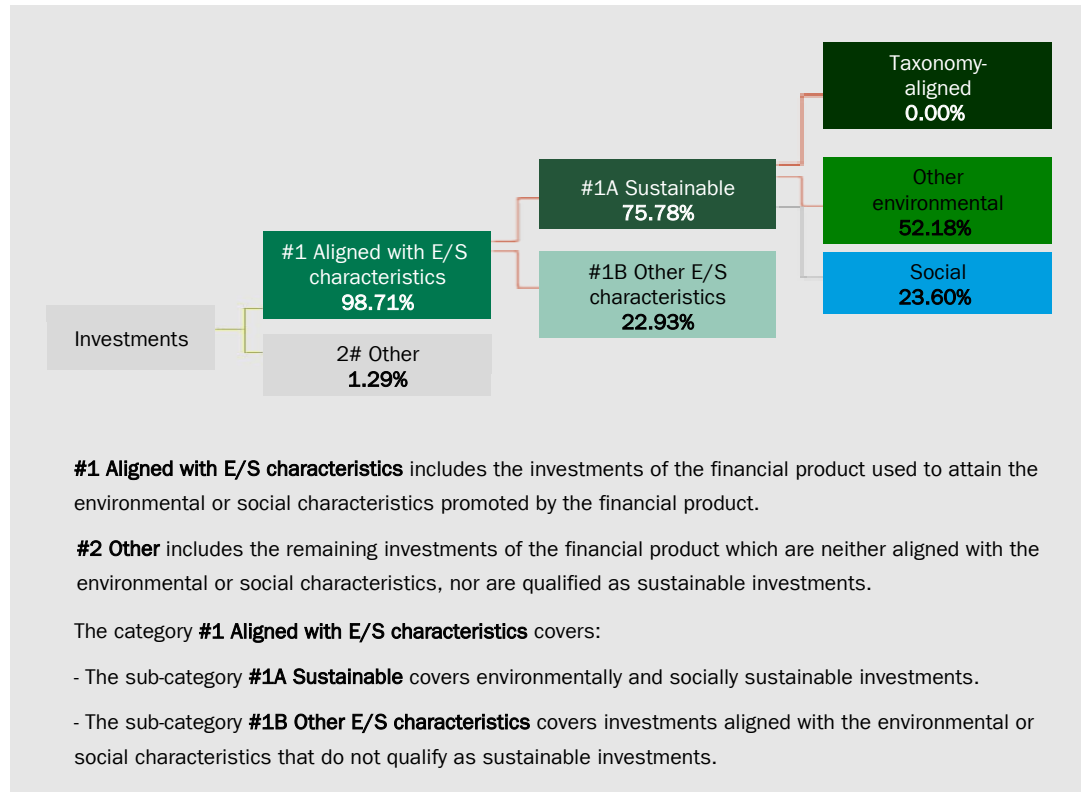 Taxonomy-
aligned
0.00%
#1A Sustainable
75.78%
Other
environmental
52.18%
#1 Aligned with E/S
characteristics
98.71%
#1B Other E/S
characteristics
22.93%
Social
23.60%
Investments
2# Other
1.29%
#1 Aligned with E/S characteristics includes the investments of the financial product used to attain the
environmental or social characteristics promoted by the financial product.
#2 Other includes the remaining investments of the financial product which are neither aligned with the
environmental or social characteristics, nor are qualified as sustainable investments.
The category #1 Aligned with E/S characteristics covers:
- The sub-category #1A Sustainable covers environmentally and socially sustainable investments.
- The sub-category #1B Other E/S characteristics covers investments aligned with the environmental or
social characteristics that do not qualify as sustainable investments.